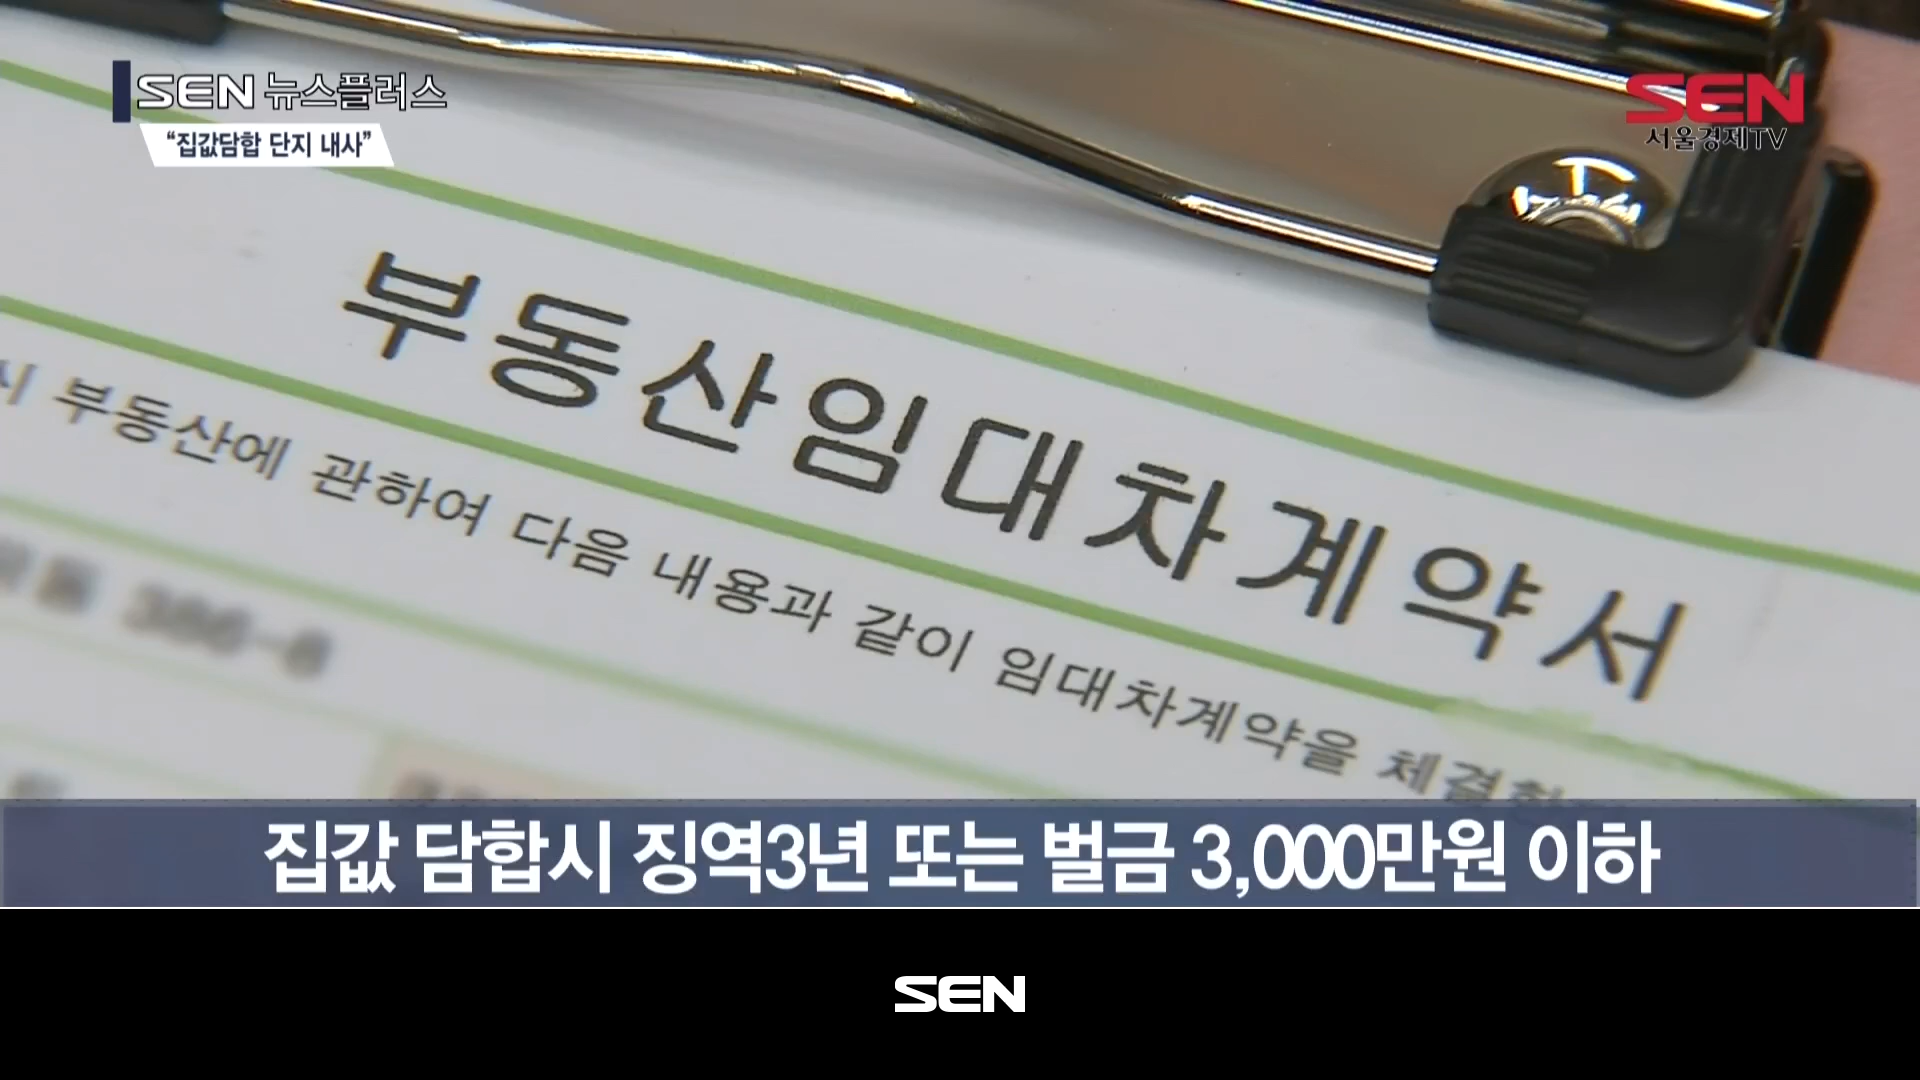 SEN 뉴스플러스
“집값담합 단지 내사”
SEN
서울경제TV
부동산임대차계약서
시 부동산에 관하여 다음 내용과 같이 임대차계약을 체결한
386-8
집값 담합시 징역3년 또는 벌금 3,000만원 이하
SEN